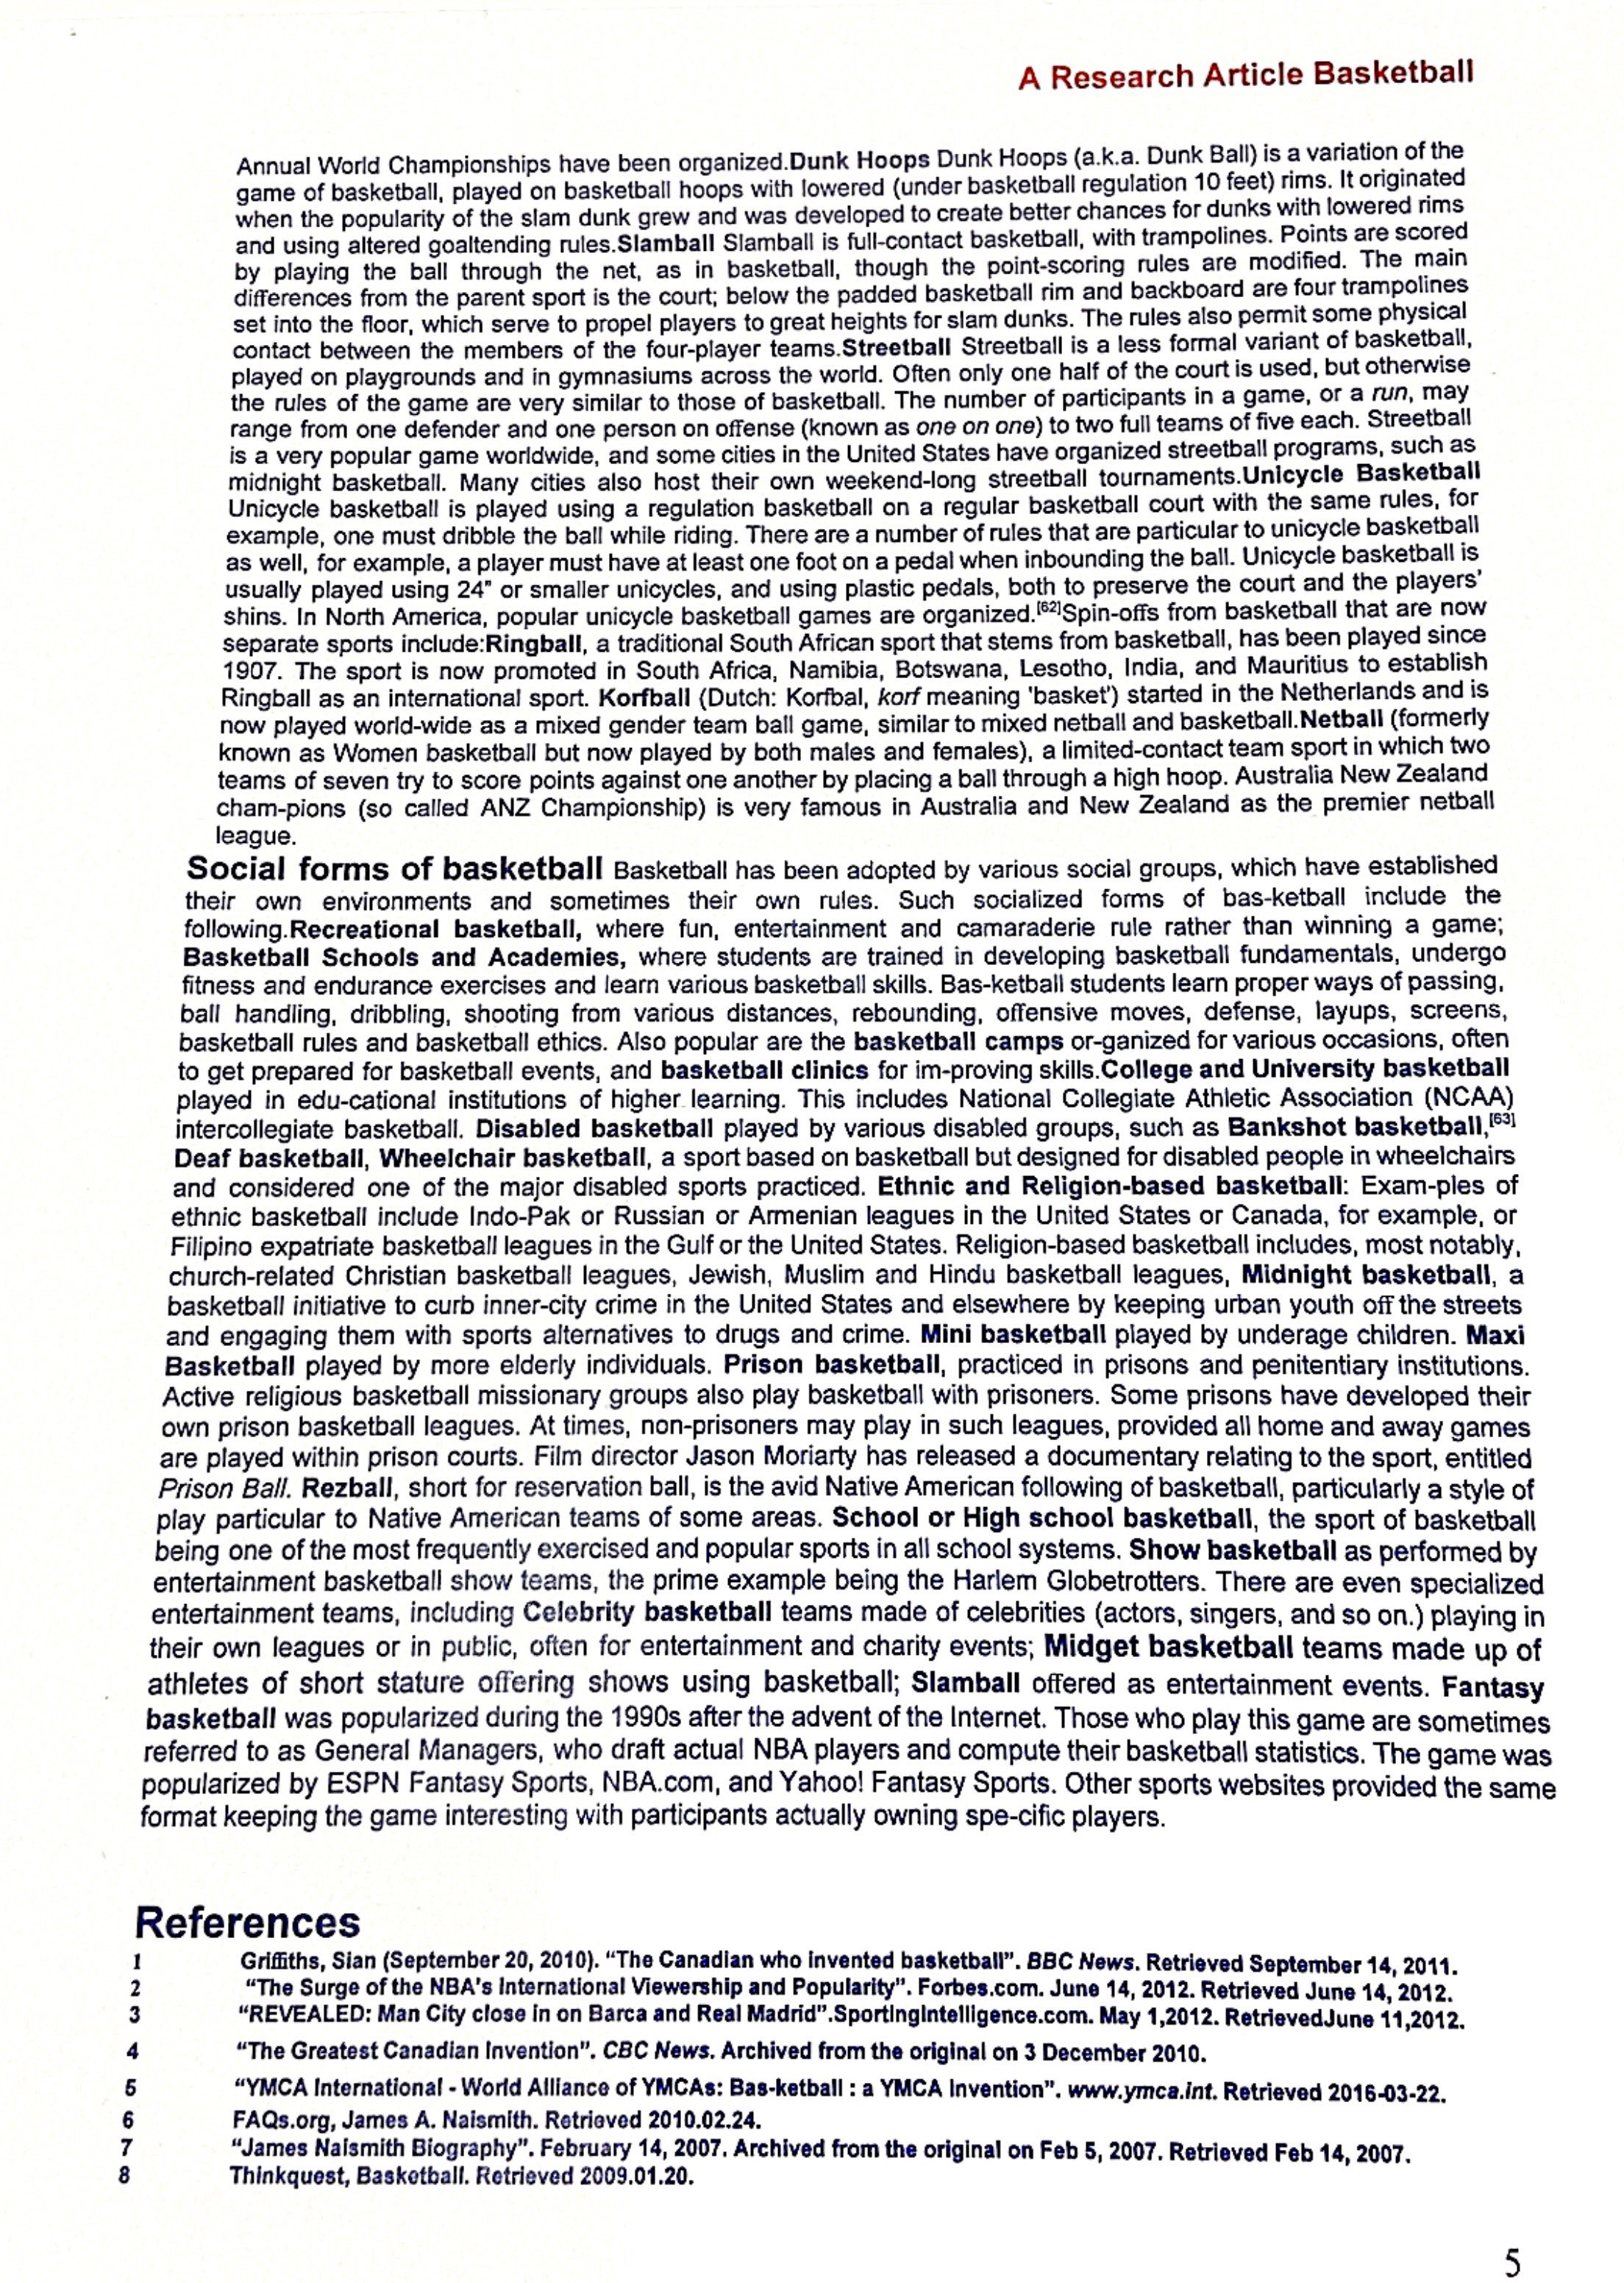 A Research Article Basketball
Annual World Championships have been organized.Dunk Hoops Dunk Hoops (a.k.a. Dunk Ball) is a variation of the
game of basketball, played on basketball hoops with lowered (under basketball regulation 10 feet) rims. It originated
when the popularity of the slam dunk grew and was developed to create better chances for dunks with lowered rims
and using altered goaltending rules.Slamball Slamball is full-contact basketball, with trampolines. Points are scored
by playing the ball through the net, as in basketball, though the point-scoring rules are modified. The main
differences from the parent sport is the court; below the padded basketball rim and backboard are four trampolines
set into the floor, which serve to propel players to great heights for slam dunks. The rules also permit some physical
contact between the members of the four-player teams.Streetball Streetball is a less formal variant of basketball,
played on playgrounds and in gymnasiums across the world. Often only one half of the court is used, but otherwise
the rules of the game are very similar to those of basketball. The number of participants in a game, or a run, may
range from one defender and one person on offense (known as one on one) to two full teams of five each. Streetball
is a very popular game worldwide, and some cities in the United States have organized streetball programs, such as
midnight basketball. Many cities also host their own weekend-long streetball tournaments.Unicycle Basketball
Unicycle basketball is played using a regulation basketball on a regular basketball court with the same rules, for
example, one must dribble the ball while riding. There are a number of rules that are particular to unicycle basketball
as well, for example, a player must have at least one foot on a pedal when inbounding the ball. Unicycle basketball is
usually played using 24" or smaller unicycles, and using plastic pedals, both to preserve the court and the players'
shins. In North America, popular unicycle basketball games are organized.[62]Spin-offs from basketball that are now
separate sports include:Ringball, a traditional South African sport that stems from basketball, has been played since
1907. The sport is now promoted in South Africa, Namibia, Botswana, Lesotho, India, and Mauritius to establish
Ringball as an international sport. Korfball (Dutch: Korfbal, korf meaning 'basket') started in the Netherlands and is
now played world-wide as a mixed gender team ball game, similar to mixed netball and basketball.Netball (formerly
known as Women basketball but now played by both males and females), a limited-contact team sport in which two
teams of seven try to score points against one another by placing a ball through a high hoop. Australia New Zealand
cham-pions (so called ANZ Championship) is very famous in Australia and New Zealand as the premier netball
league.
Social forms of basketball Basketball has been adopted by various social groups, which have established
their own environments and sometimes their own rules. Such socialized forms of bas-ketball include the
following.Recreational basketball, where fun, entertainment and camaraderie rule rather than winning a game;
Basketball Schools and Academies, where students are trained in developing basketball fundamentals, undergo
fitness and endurance exercises and learn various basketball skills. Bas-ketball students learn proper ways of passing,
ball handling, dribbling, shooting from various distances, rebounding, offensive moves, defense, layups, screens,
basketball rules and basketball ethics. Also popular are the basketball camps or-ganized for various occasions, often
to get prepared for basketball events, and basketball clinics for im-proving skills.College and University basketball
played in edu-cational institutions of higher learning. This includes National Collegiate Athletic Association (NCAA)
intercollegiate basketball. Disabled basketball played by various disabled groups, such as Bankshot basketball,[63]
Deaf basketball, Wheelchair basketball, a sport based on basketball but designed for disabled people in wheelchairs
and considered one of the major disabled sports practiced. Ethnic and Religion-based basketball: Exam-ples of
ethnic basketball include Indo-Pak or Russian or Armenian leagues in the United States or Canada, for example, or
Filipino expatriate basketball leagues in the Gulf or the United States. Religion-based basketball includes, most notably,
church-related Christian basketball leagues, Jewish, Muslim and Hindu basketball leagues, Midnight basketball, a
basketball initiative to curb inner-city crime in the United States and elsewhere by keeping urban youth off the streets
and engaging them with sports alternatives to drugs and crime. Mini basketball played by underage children. Maxi
Basketball played by more elderly individuals. Prison basketball, practiced in prisons and penitentiary institutions.
Active religious basketball missionary groups also play basketball with prisoners. Some prisons have developed their
own prison basketball leagues. At times, non-prisoners may play in such leagues, provided all home and away games
are played within prison courts. Film director Jason Moriarty has released a documentary relating to the sport, entitled
Prison Ball. Rezball, short for reservation ball, is the avid Native American following of basketball, particularly a style of
play particular to Native American teams of some areas. School or High school basketball, the sport of basketball
being one of the most frequently exercised and popular sports in all school systems. Show basketball as performed by
entertainment basketball show teams, the prime example being the Harlem Globetrotters. There are even specialized
entertainment teams, including Celebrity basketball teams made of celebrities (actors, singers, and so on.) playing in
their own leagues or in public, often for entertainment and charity events; Midget basketball teams made up of
athletes of short stature offering shows using basketball; Slamball offered as entertainment events. Fantasy
basketball was popularized during the 1990s after the advent of the Internet. Those who play this game are sometimes
referred to as General Managers, who draft actual NBA players and compute their basketball statistics. The game was
popularized by ESPN Fantasy Sports, NBA.com, and Yahoo! Fantasy Sports. Other sports websites provided the same
format keeping the game interesting with participants actually owning spe-cific players.
References
1 Griffiths, Sian (September 20, 2010). "The Canadian who invented basketball". BBC News. Retrieved September 14, 2011.
2 "The Surge of the NBA's International Viewership and Popularity". Forbes.com. June 14, 2012. Retrieved June 14, 2012.
3 "REVEALED: Man City close in on Barca and Real Madrid".SportingIntelligence.com. May 1,2012. RetrievedJune 11,2012.
4 "The Greatest Canadian Invention". CBC News. Archived from the original on 3 December 2010.
5 "YMCA International - World Alliance of YMCAs: Bas-ketball : a YMCA Invention". www.ymca.int. Retrieved 2016-03-22.
6 FAQs.org, James A. Naismith. Retrieved 2010.02.24.
7 "James Naismith Biography". February 14, 2007. Archived from the original on Feb 5, 2007. Retrieved Feb 14, 2007.
8 Thinkquest, Basketball. Retrieved 2009.01.20.
5